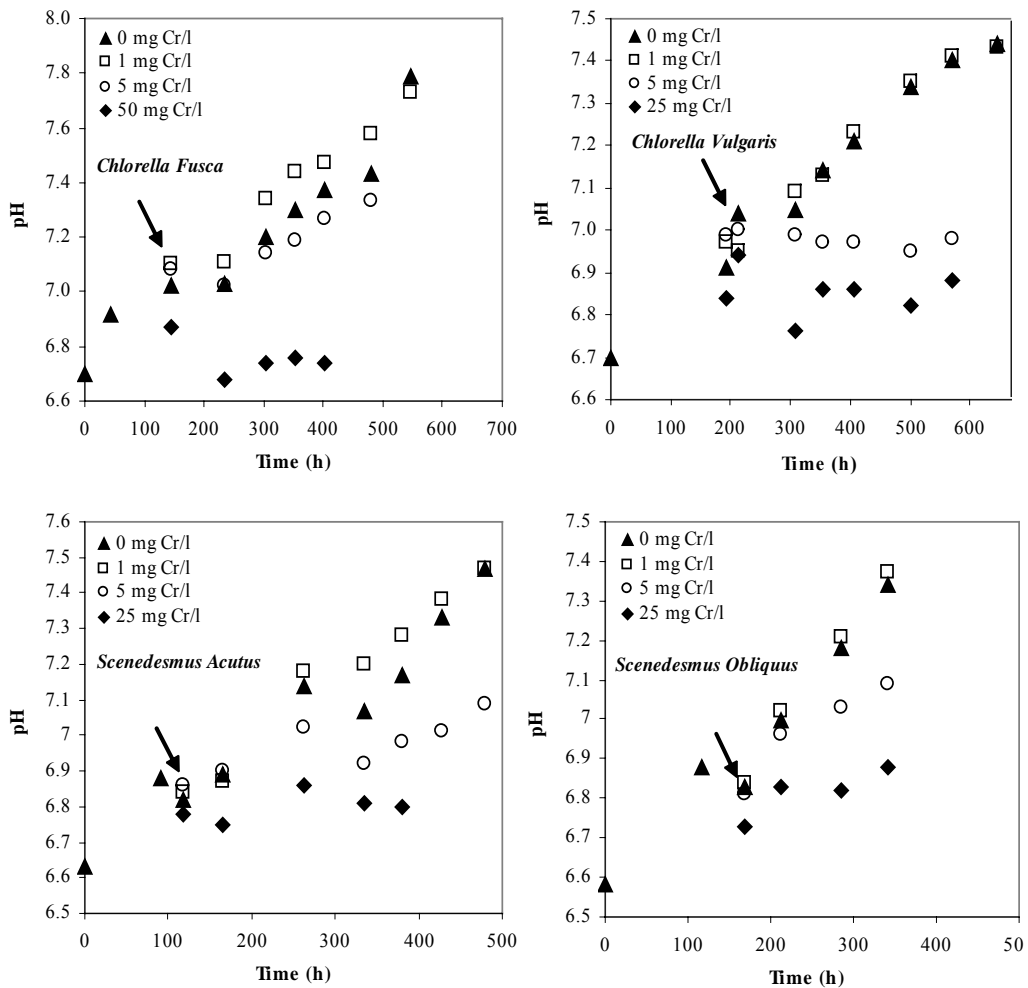 8.0
7.8
7.6
7.4
7.2
7.0
6.8
6.6
pH
0 mg Cr/l
1 mg Cr/l
5 mg Cr/l
50 mg Cr/l
Chlorella Fusca
0 100 200 300 400 500 600 700
Time (h)
7.5
7.4
7.3
7.2
7.1
7.0
6.9
6.8
6.7
6.6
pH
0 mg Cr/l
1 mg Cr/l
5 mg Cr/l
25 mg Cr/l
Chlorella Vulgaris
0 100 200 300 400 500 600
Time (h)
7.6
7.5
7.4
7.3
7.2
7.1
7
6.9
6.8
6.7
6.6
6.5
pH
0 mg Cr/l
1 mg Cr/l
5 mg Cr/l
25 mg Cr/l
Scenedesmus Acutus
0 100 200 300 400 500
Time (h)
7.5
7.4
7.3
7.2
7.1
7
6.9
6.8
6.7
6.6
6.5
pH
0 mg Cr/l
1 mg Cr/l
5 mg Cr/l
25 mg Cr/l
Scenedesmus Obliquus
0 100 200 300 400 50
Time (h)